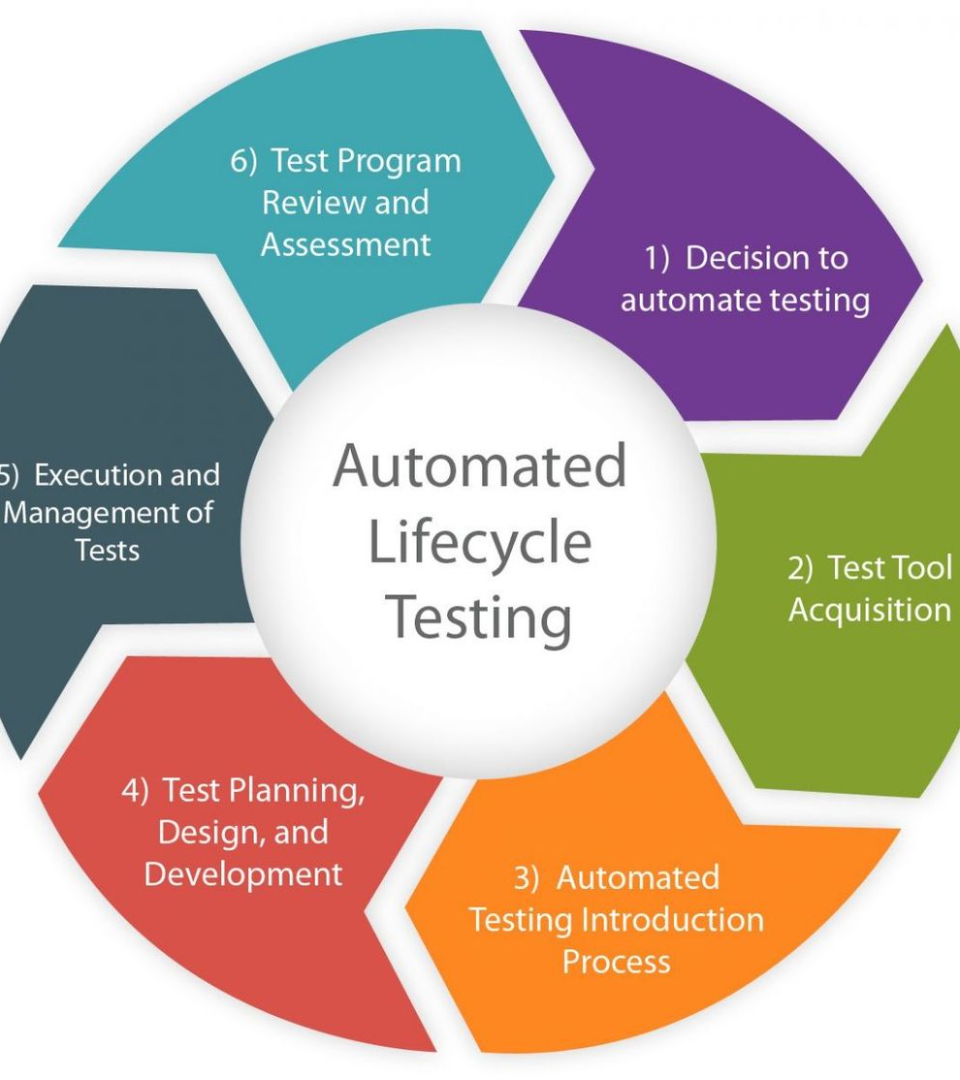 Automated
Lifecycle
Testing
1) Decision to
automate testing
2) Test Tool
Acquisition
3) Automated
Testing Introduction
Process
4) Test Planning,
Design, and
Development
5) Execution and
Management of
Tests
6) Test Program
Review and
Assessment